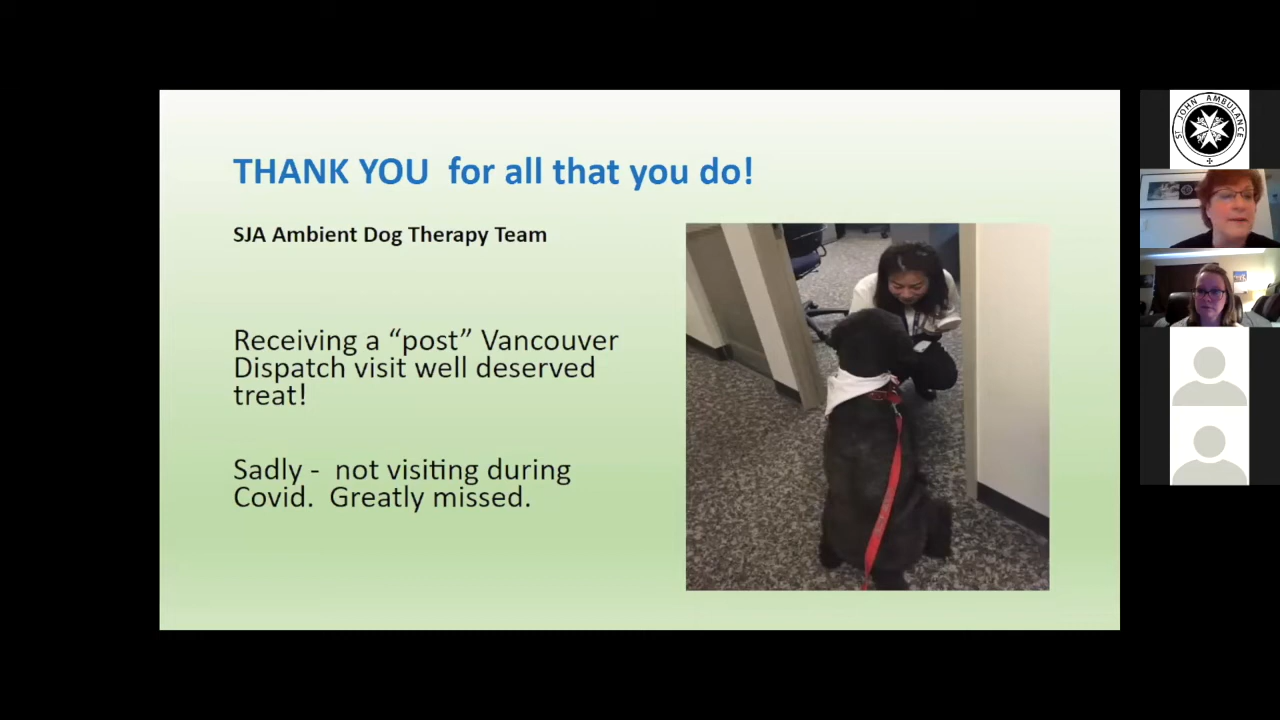 THANK YOU  for all that you do!
SJA Ambient Dog Therapy Team
Receiving a “post” Vancouver
Dispatch visit well deserved
treat!
Sadly -  not visiting during
Covid.  Greatly missed.
ST JOHN AMBULANCE